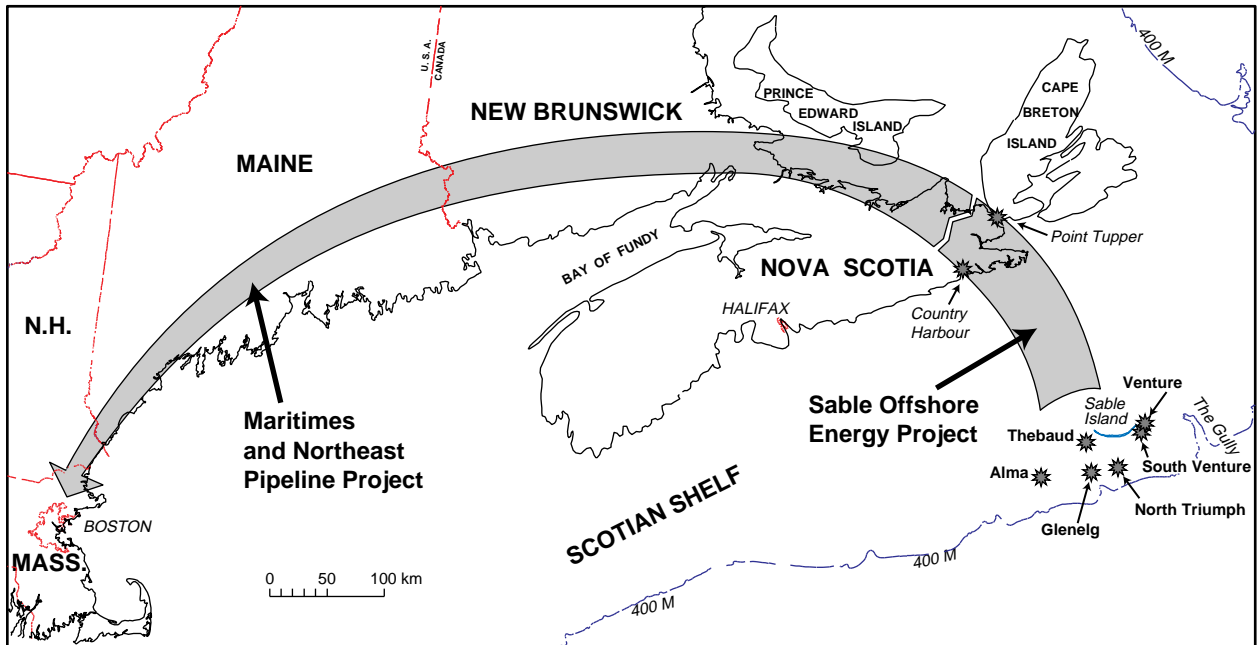 400 M
U. S. A.
CANADA
PRINCE
EDWARD
ISLAND
CAPE
BRETON
ISLAND
NEW BRUNSWICK
MAINE
Point Tupper
BAY OF FUNDY
NOVA SCOTIA
HALIFAX
Country
Harbour
N.H.
Maritimes
and Northeast
Pipeline Project
Sable Offshore
Energy Project
Venture
Sable
Island
The Gully
Thebaud
South Venture
Alma
North Triumph
Glenelg
SCOTIAN SHELF
BOSTON
MASS.
0 50 100 km
400 M
400 M